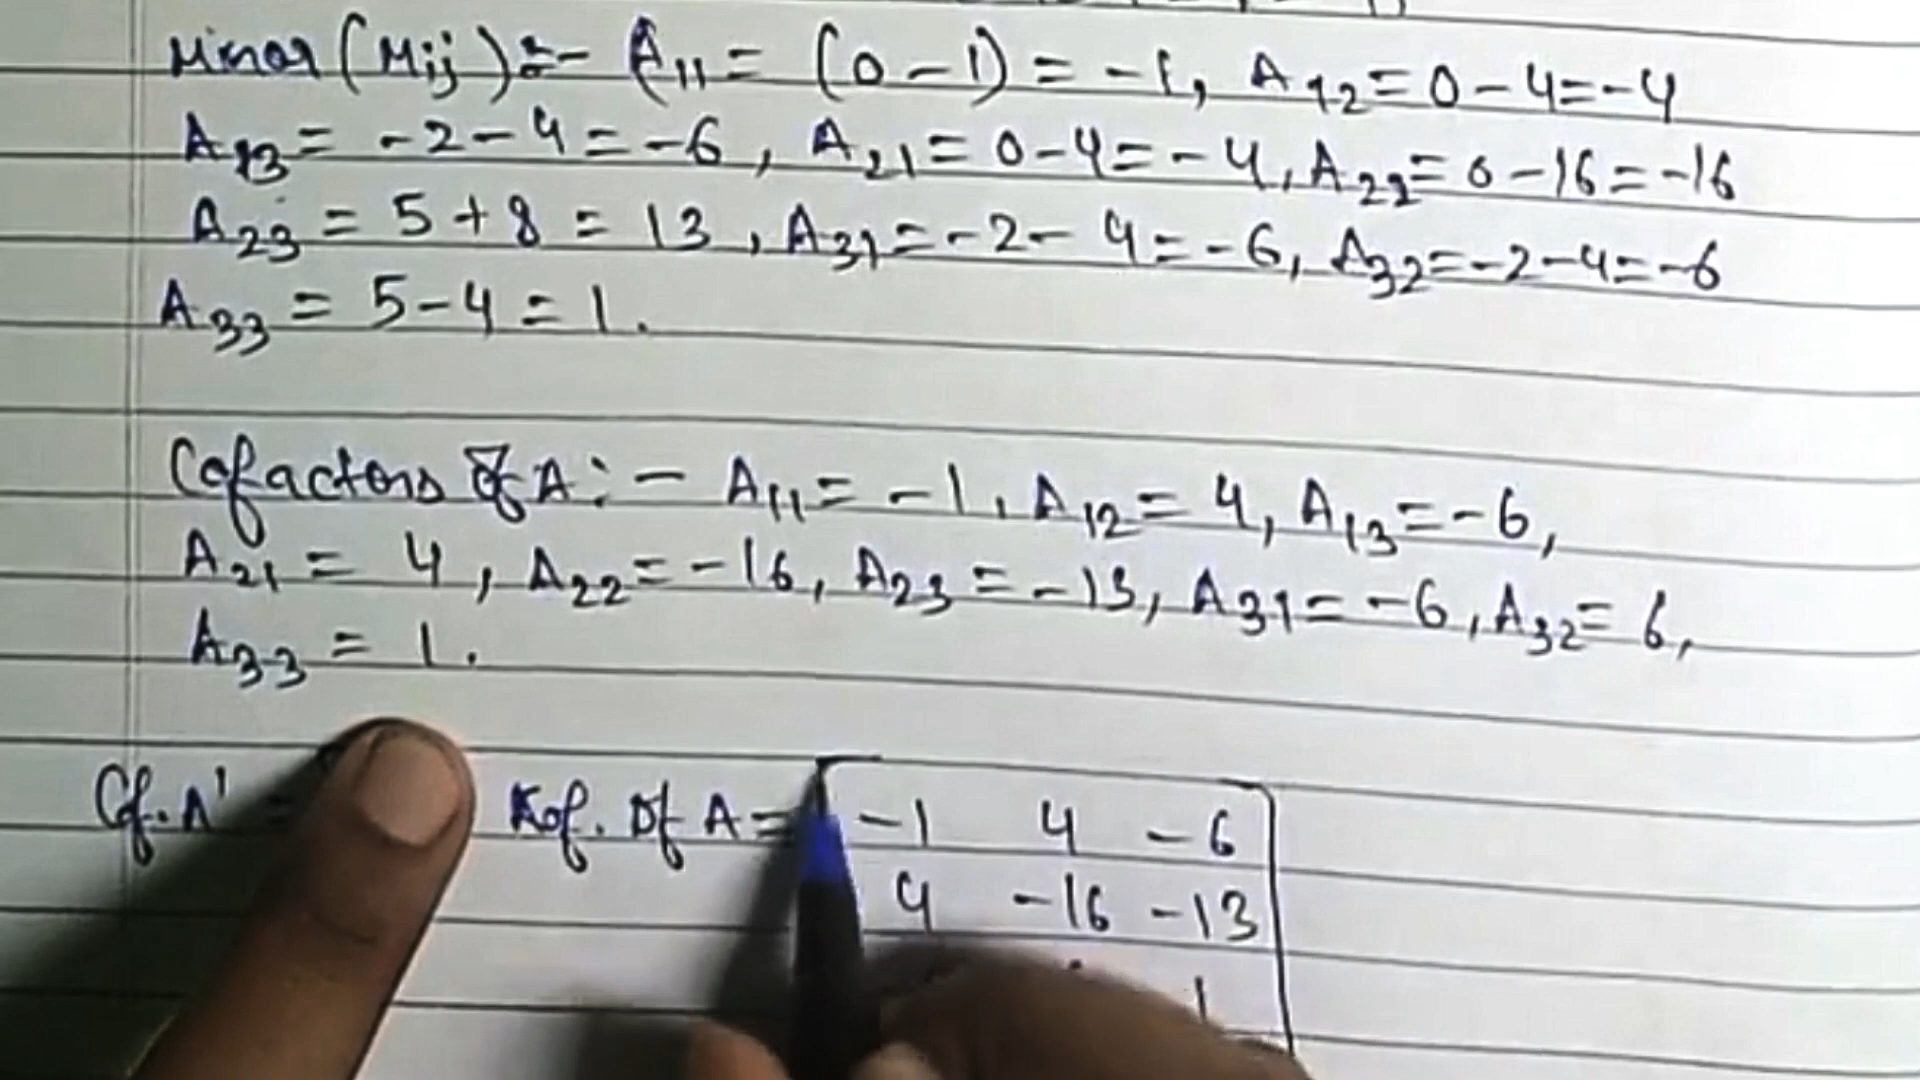 Minor (Mij):- A11 = (0-1) = -1, A12 = 0-4=-4
A13 = -2-4 = -6, A21 = 0-4=-4, A22 = 0-16=-16
A23 = 5+8 = 13, A31 = -2-4=-6, A32=-2-4=-6
A33 = 5-4 = 1.
Cofactors of A:- A11 = -1, A12 = 4, A13 = -6,
A21 = 4, A22 = -16, A23 = -13, A31 = -6, A32 = 6,
A33 = 1.
Cf. A' = Kof. of A = -1 4 -6
4 -16 -13
1